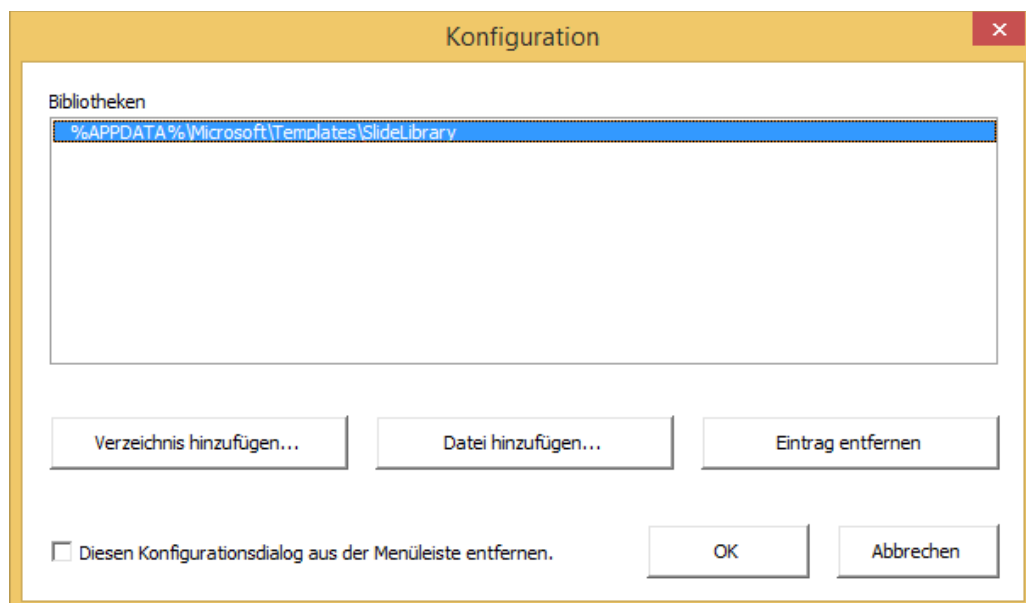 Konfiguration
Bibliotheken
%APPDATA%\Microsoft\Templates\SlideLibrary
Verzeichnis hinzufügen...
Datei hinzufügen...
Eintrag entfernen
Diesen Konfigurationsdialog aus der Menüleiste entfernen.
OK
Abbrechen